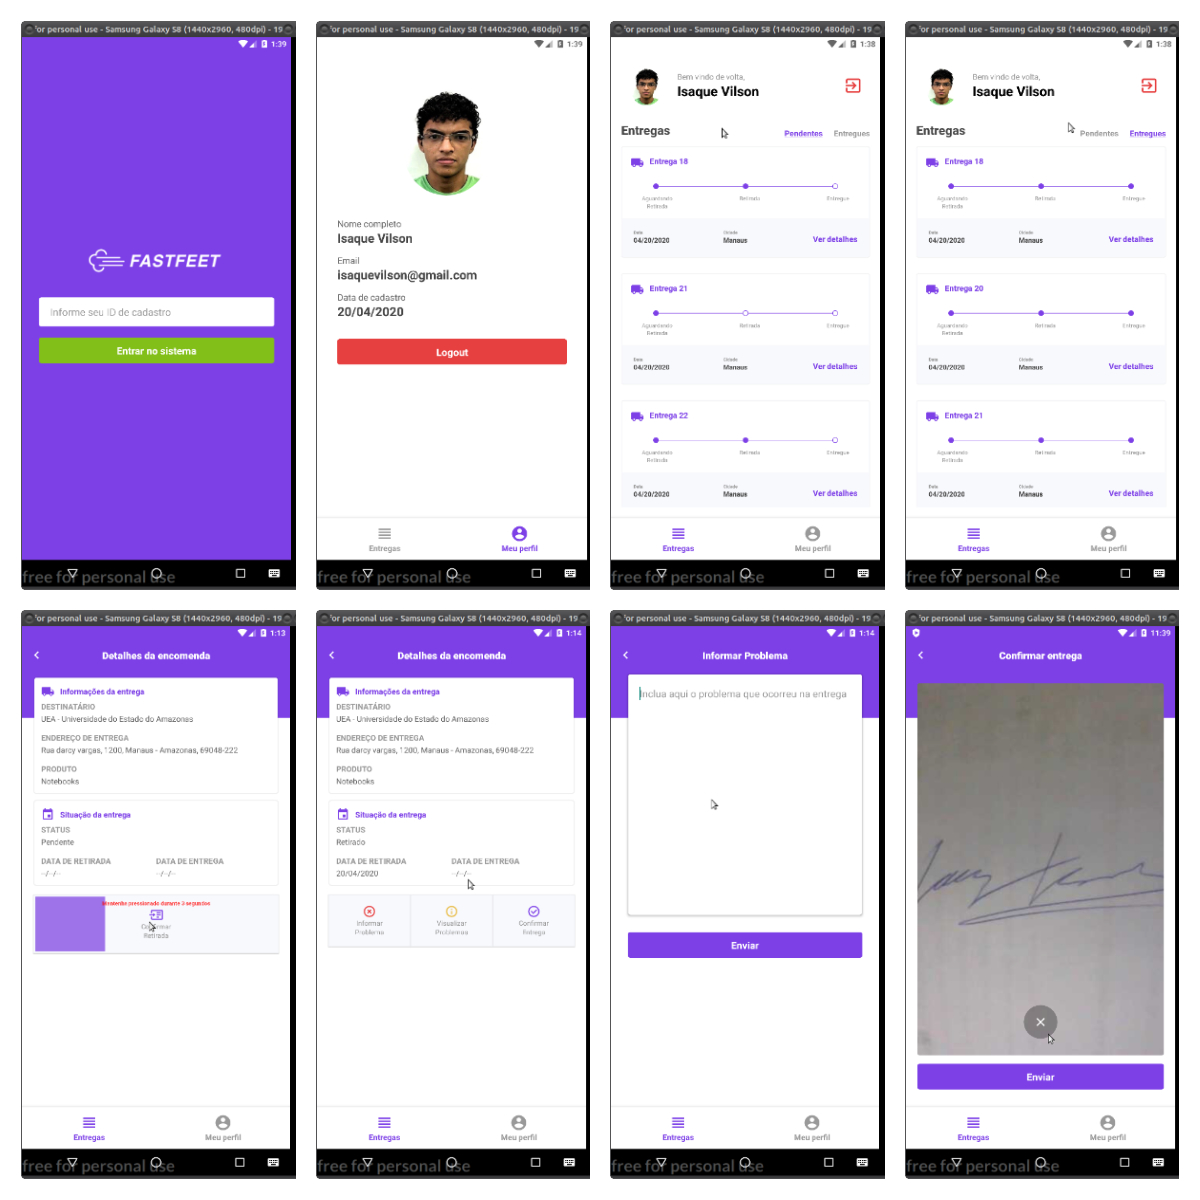 'or personal use - Samsung Galaxy S8 (1440x2960, 480dpi) - 19
1:39
FASTFEET
Informe seu ID de cadastro
Entrar no sistema
free for personal use
'or personal use - Samsung Galaxy S8 (1440x2960, 480dpi) - 19
1:39
Nome completo
Isaque Vilson
Email
isaquevilson@gmail.com
Data de cadastro
20/04/2020
Logout
Entregas
Meu perfil
free for personal use
'or personal use - Samsung Galaxy S8 (1440x2960, 480dpi) - 19
1:38
Bem vindo de volta,
Isaque Vilson
Entregas
Pendentes
Entregues
Entrega 18
Aguardando
Retirada
Retirada
Entregue
Data
04/20/2020
Cidade
Manaus
Ver detalhes
Entrega 21
Aguardando
Retirada
Retirada
Entregue
Data
04/20/2020
Cidade
Manaus
Ver detalhes
Entrega 22
Aguardando
Retirada
Retirada
Entregue
Data
04/20/2020
Cidade
Manaus
Ver detalhes
Entregas
Meu perfil
free for personal use
'or personal use - Samsung Galaxy S8 (1440x2960, 480dpi) - 19
1:38
Bem vindo de volta,
Isaque Vilson
Entregas
Pendentes
Entregues
Entrega 18
Aguardando
Retirada
Retirada
Entregue
Data
04/20/2020
Cidade
Manaus
Ver detalhes
Entrega 20
Aguardando
Retirada
Retirada
Entregue
Data
04/20/2020
Cidade
Manaus
Ver detalhes
Entrega 21
Aguardando
Retirada
Retirada
Entregue
Data
04/20/2020
Cidade
Manaus
Ver detalhes
Entregas
Meu perfil
free for personal use
'or personal use - Samsung Galaxy S8 (1440x2960, 480dpi) - 19
1:13
Detalhes da encomenda
Informações da entrega
DESTINATÁRIO
UEA - Universidade do Estado do Amazonas
ENDEREÇO DE ENTREGA
Rua darcy vargas, 1200, Manaus - Amazonas, 69048-222
PRODUTO
Notebooks
Situação da entrega
STATUS
Pendente
DATA DE RETIRADA
--/--/--
DATA DE ENTREGA
--/--/--
Mantenha pressionado durante 3 segundos
Confirmar
Retirada
Entregas
Meu perfil
free for personal use
'or personal use - Samsung Galaxy S8 (1440x2960, 480dpi) - 19
1:14
Detalhes da encomenda
Informações da entrega
DESTINATÁRIO
UEA - Universidade do Estado do Amazonas
ENDEREÇO DE ENTREGA
Rua darcy vargas, 1200, Manaus - Amazonas, 69048-222
PRODUTO
Notebooks
Situação da entrega
STATUS
Retirado
DATA DE RETIRADA
20/04/2020
DATA DE ENTREGA
--/--/--
Informar
Problema
Visualizar
Problemas
Confirmar
Entrega
Entregas
Meu perfil
free for personal use
'or personal use - Samsung Galaxy S8 (1440x2960, 480dpi) - 19
1:14
Informar Problema
Inclua aqui o problema que ocorreu na entrega
Enviar
Entregas
Meu perfil
free for personal use
'or personal use - Samsung Galaxy S8 (1440x2960, 480dpi) - 19
11:39
Confirmar entrega
Enviar
Entregas
Meu perfil
free for personal use